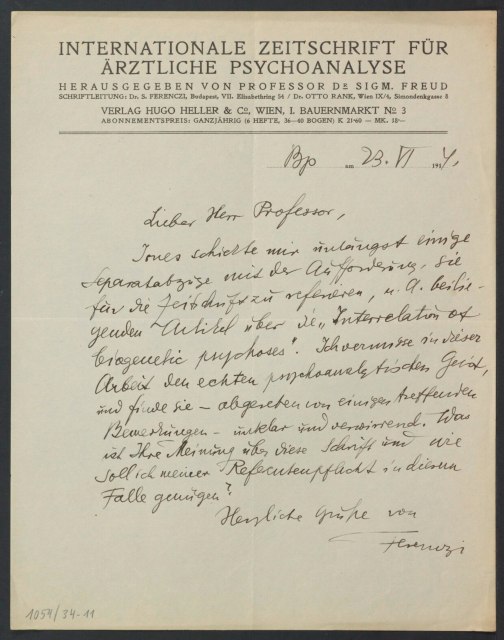 INTERNATIONALE ZEITSCHRIFT FÜR
ÄRZTLICHE PSYCHOANALYSE
HERAUSGEGEBEN VON PROFESSOR DR SIGM. FREUD
SCHRIFTLEITUNG: Dr. S. FERENCZI, Budapest, VII. Elisabethring 54 / Dr. OTTO RANK, Wien IX/4, Simondenkgasse 8
VERLAG HUGO HELLER & Co, WIEN, I. BAUERNMARKT No 3
ABONNEMENTSPREIS: GANZJÄHRIG (6 HEFTE, 36—40 BOGEN) K 21·60 — MK. 18·—
Bp am 23. VI 1914.
Lieber Herr Professor,
Jones schickte mir unlängst einige
Separatabzüge mit der Aufforderung, sie
für die Zeitschrift zu referieren, u. A. beilie-
genden Artikel über die „Interrelation of
biogenetic psychoses". Ich vermisse in dieser
Arbeit den echten psychoanalytischen Geist,
und finde sie – abgesehen von einigen treffenden
Bemerkungen – unklar und verwirrend. Was
ist Ihre Meinung über diese Schrift und wie
soll ich meiner Referentenpflicht in diesem
Falle genügen?
Herzliche Grüße von
Ferenczi
1054/34-11